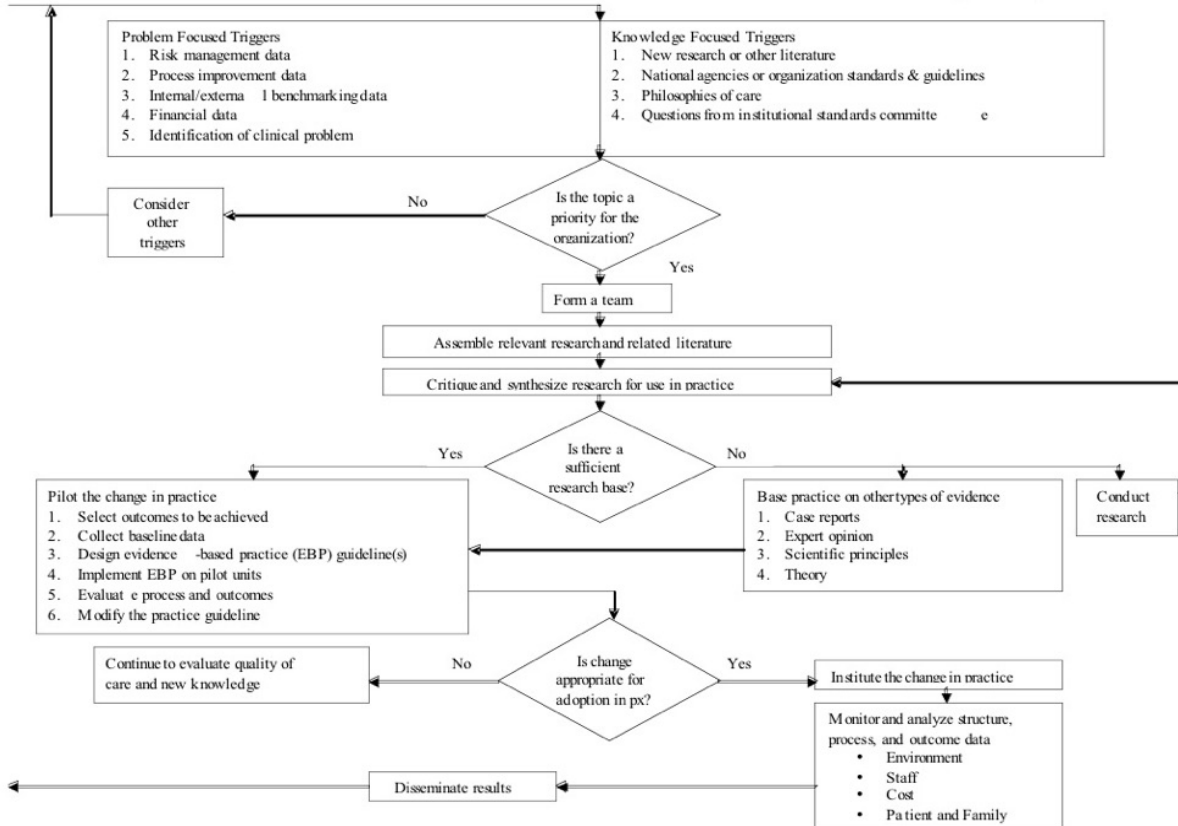 Problem Focused Triggers
1. Risk management data
2. Process improvement data
3. Internal/externa l benchmarking data
4. Financial data
5. Identification of clinical problem
Knowledge Focused Triggers
1. New research or other literature
2. National agencies or organization standards & guidelines
3. Philosophies of care
4. Questions from institutional standards committe e
Consider
other
triggers
No
Is the topic a
priority for the
organization?
Yes
Form a team
Assemble relevant research and related literature
Critique and synthesize research for use in practice
Yes
Is there a
sufficient
research base?
No
Pilot the change in practice
1. Select outcomes to be achieved
2. Collect baseline data
3. Design evidence -based practice (EBP) guideline(s)
4. Implement EBP on pilot units
5. Evaluat e process and outcomes
6. Modify the practice guideline
Base practice on other types of evidence
1. Case reports
2. Expert opinion
3. Scientific principles
4. Theory
Conduct
research
Continue to evaluate quality of
care and new knowledge
No
Is change
appropriate for
adoption in px?
Yes
Institute the change in practice
Monitor and analyze structure,
process, and outcome data
• Environment
• Staff
• Cost
• Patient and Family
Disseminate results